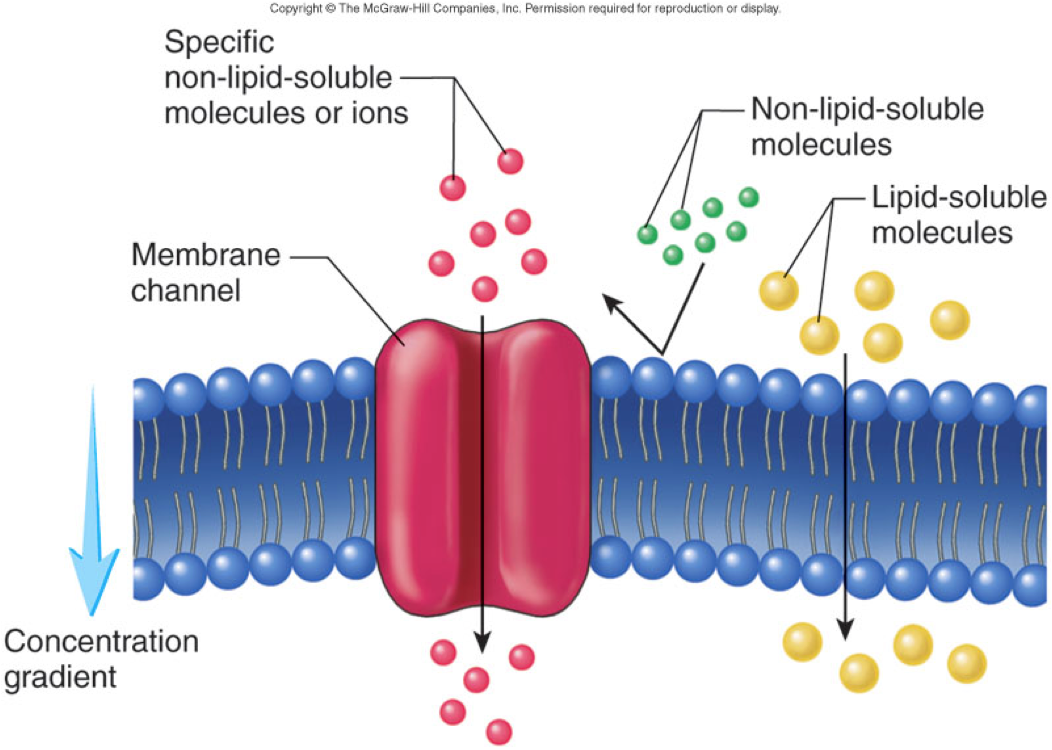 Copyright © The McGraw-Hill Companies, Inc. Permission required for reproduction or display.
Specific
non-lipid-soluble
molecules or ions
Non-lipid-soluble
molecules
Lipid-soluble
molecules
Membrane
channel
Concentration
gradient